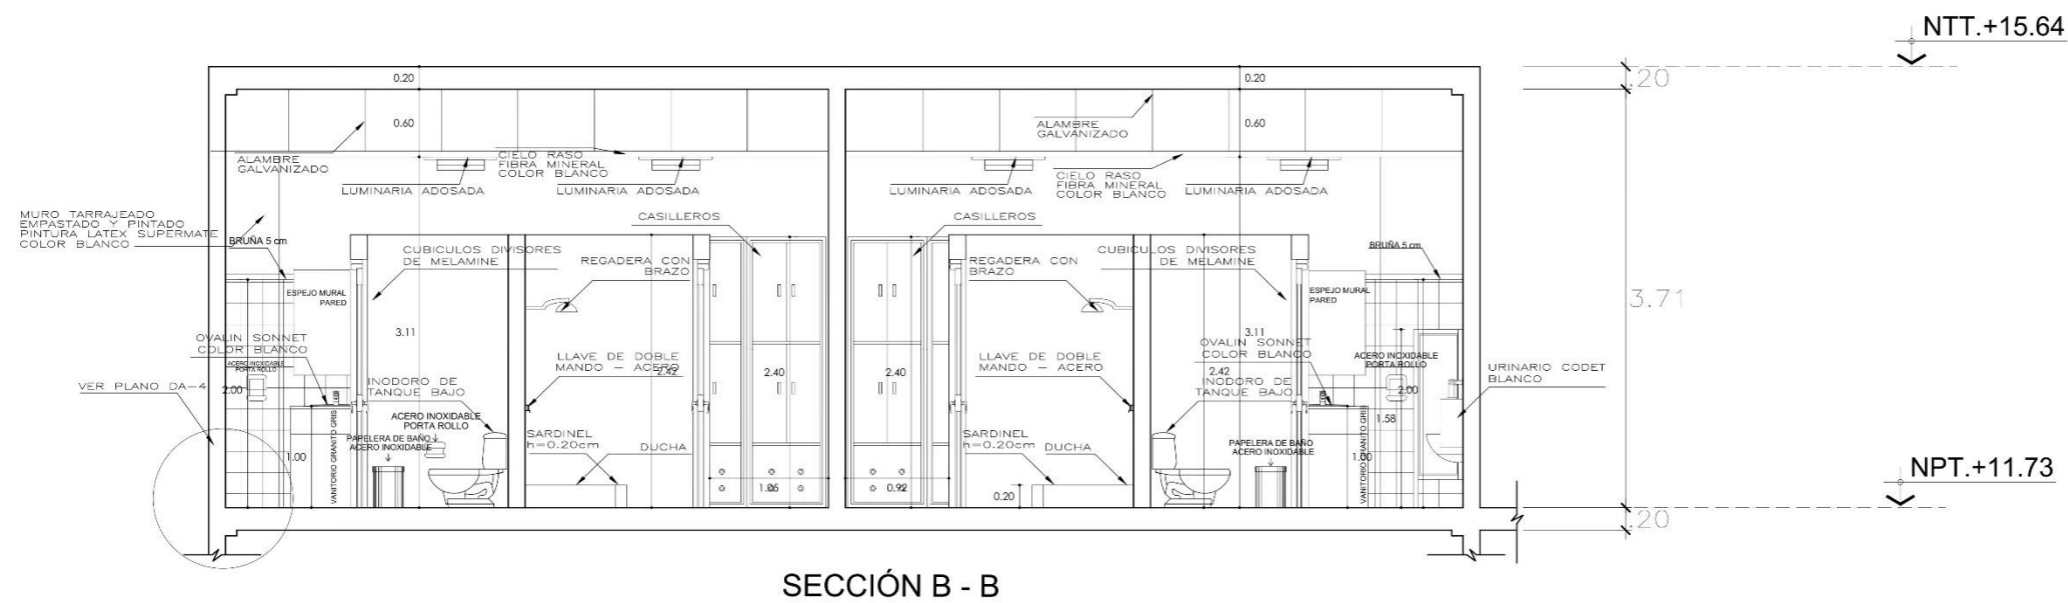 NTT.+15.64
0.20
0.20
.20
0.60
ALAMBRE
GALVANIZADO
0.60
ALAMBRE
GALVANIZADO
CIELO RASO
FIBRA MINERAL
COLOR BLANCO
LUMINARIA ADOSADA
LUMINARIA ADOSADA
LUMINARIA ADOSADA
CIELO RASO
FIBRA MINERAL
COLOR BLANCO
LUMINARIA ADOSADA
MURO TARRAJEADO
EMPASTADO Y PINTADO
PINTURA LATEX SUPERMATE
COLOR BLANCO
BRUÑA 5 cm
CASILLEROS
CASILLEROS
CUBICULOS DIVISORES
DE MELAMINE
REGADERA CON
BRAZO
REGADERA CON
BRAZO
CUBICULOS DIVISORES
DE MELAMINE
BRUÑA 5 cm
ESPEJO MURAL
PARED
ESPEJO MURAL
PARED
3.71
3.11
3.11
OVALIN SONNET
COLOR BLANCO
ACERO INOXIDABLE
PORTA ROLLO
LLAVE DE DOBLE
MANDO – ACERO
2.42
2.40
2.40
LLAVE DE DOBLE
MANDO – ACERO
OVALIN SONNET
COLOR BLANCO
2.42
ACERO INOXIDABLE
PORTA ROLLO
URINARIO CODET
BLANCO
VER PLANO DA-4
2.00
INODORO DE
TANQUE BAJO
INODORO DE
TANQUE BAJO
2.00
ACERO INOXIDABLE
PORTA ROLLO
1.58
PAPELERA DE BAÑO
ACERO INOXIDABLE
SARDINEL
h=0.20cm
DUCHA
SARDINEL
h=0.20cm
DUCHA
PAPELERA DE BAÑO
ACERO INOXIDABLE
1.00
VANITORIO GRANITO GRIS
VANITORIO GRANITO GRIS
1.00
1.05
0.92
0.20
NPT.+11.73
.20
SECCIÓN B - B